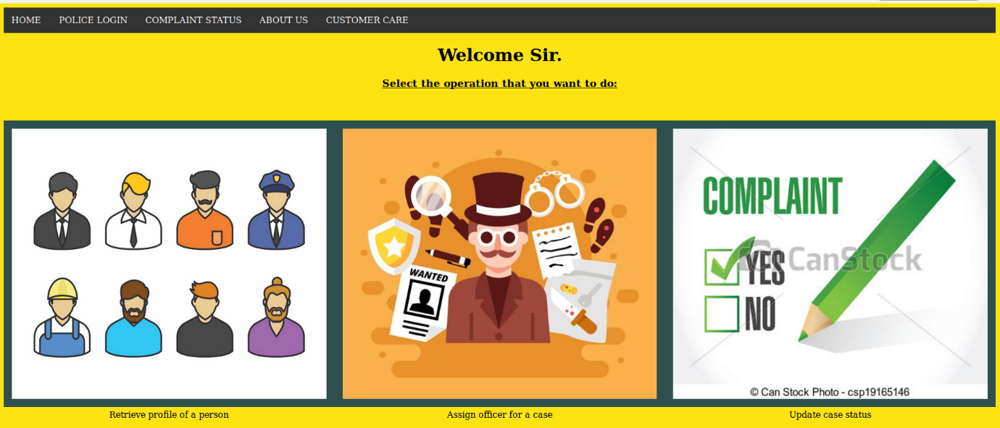 HOME POLICE LOGIN COMPLAINT STATUS ABOUT US CUSTOMER CARE
Welcome Sir.
Select the operation that you want to do:
WANTED
COMPLAINT
YES
CanStock
NO
© Can Stock Photo - csp19165146
Retrieve profile of a person
Assign officer for a case
Update case status